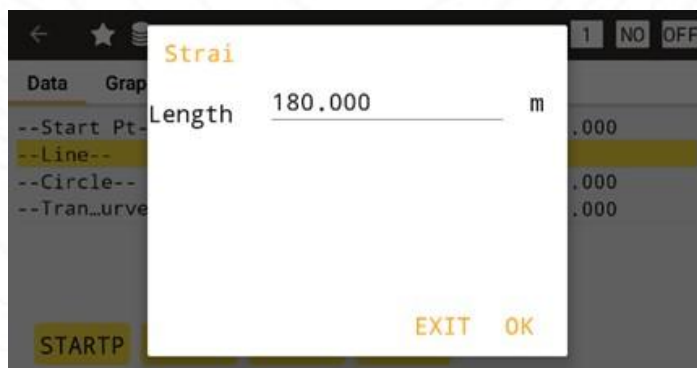 1 NO OFF
Strai
Data Grap
Length 180.000 m
--Start Pt- .000
--Line--
--Circle-- .000
--Tran…urve .000
EXIT OK
STARTP